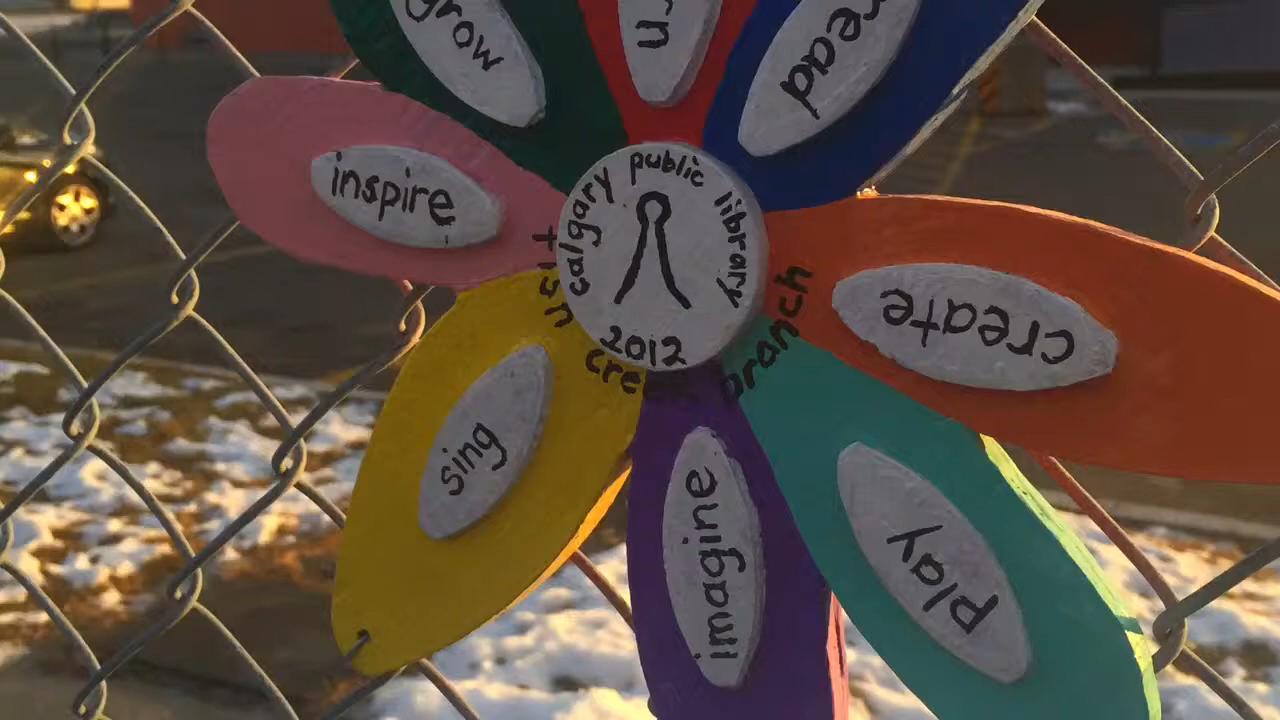 grow
read
inspire
calgary public library
2012
create
sing
imagine
play
branch